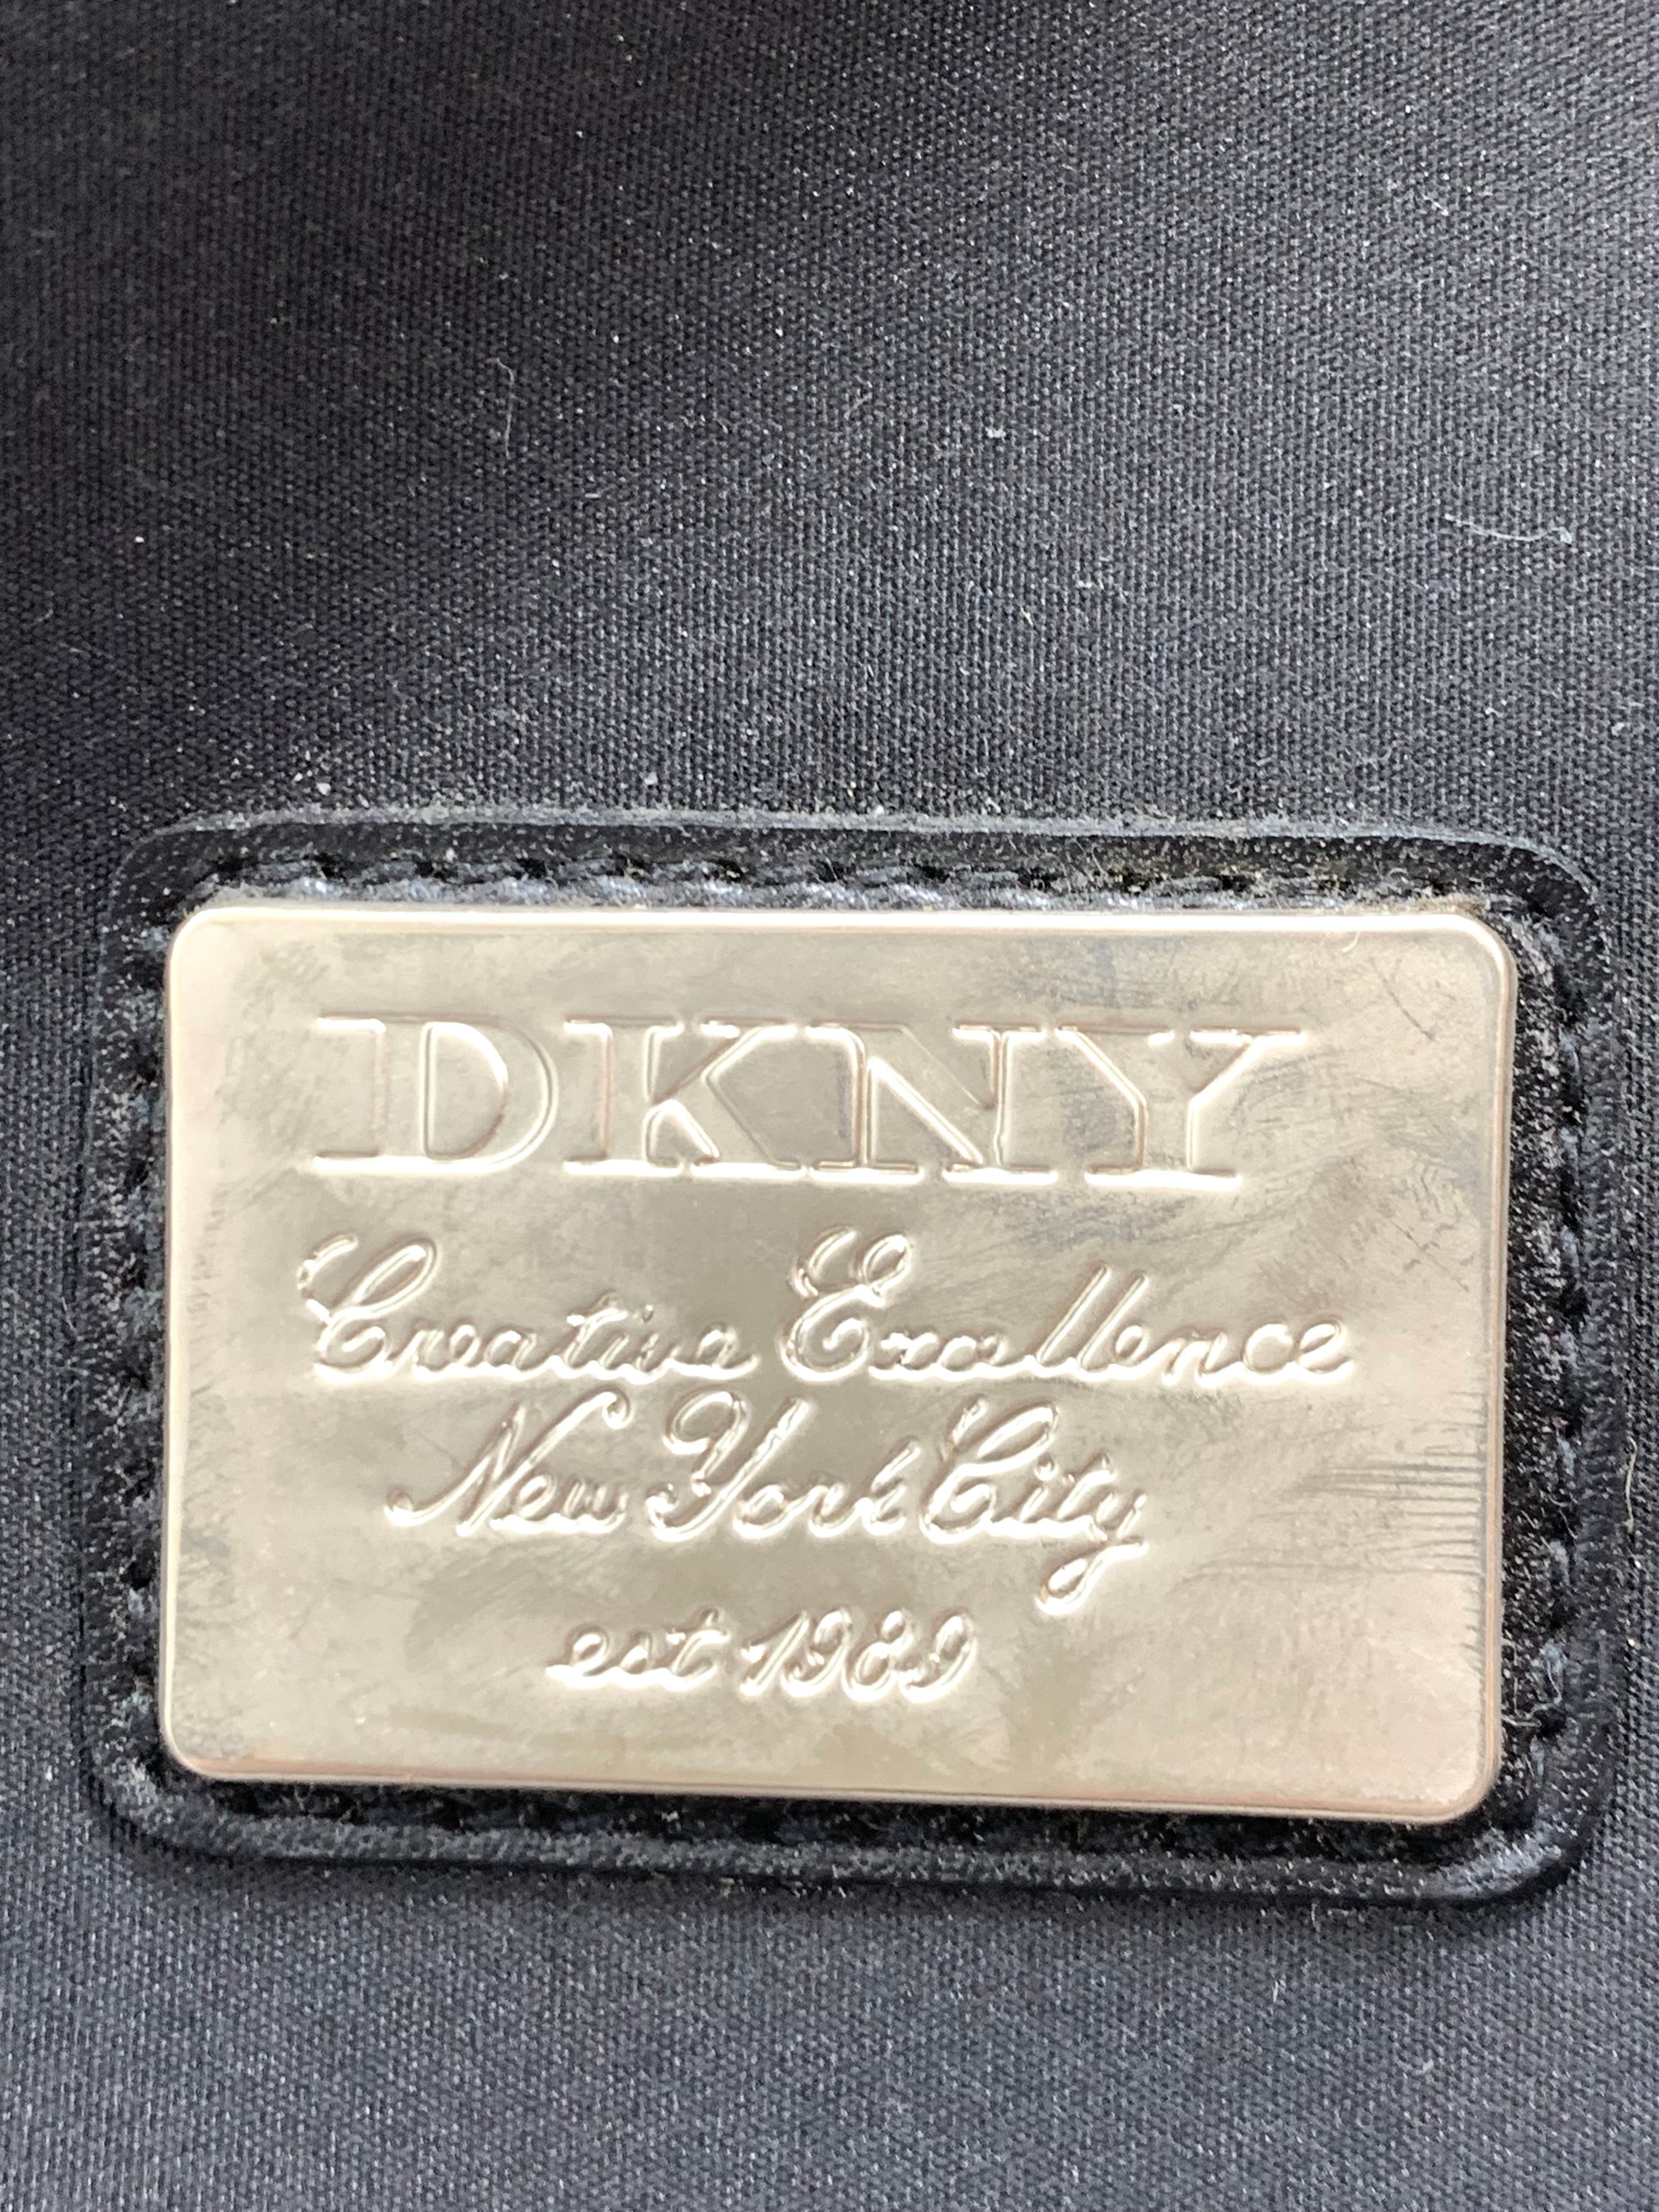 DKNY
Creative Excellence
New York City
est 1989